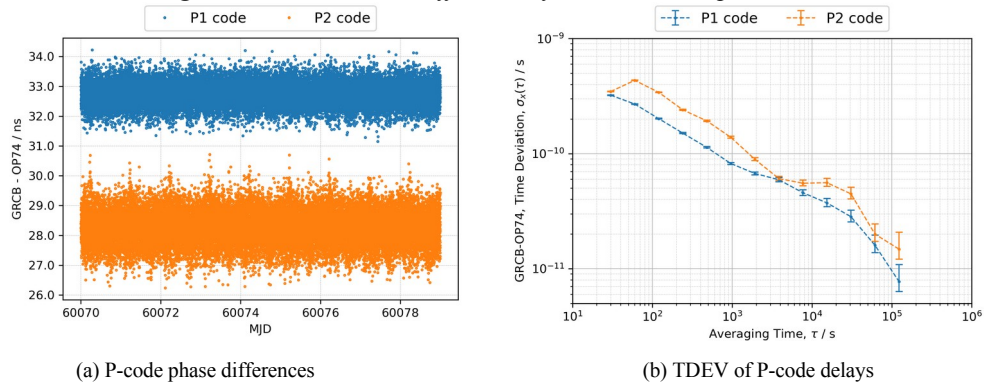 P1 code P2 code
34.0
33.0
32.0
31.0
30.0
29.0
28.0
27.0
26.0
GRCB - OP74 / ns
60070 60072 60074 60076 60078
MJD
(a) P-code phase differences
P1 code P2 code
10⁻⁹
10⁻¹⁰
10⁻¹¹
GRCB-OP74, Time Deviation, σₓ(τ) / s
10¹ 10² 10³ 10⁴ 10⁵ 10⁶
Averaging Time, τ / s
(b) TDEV of P-code delays